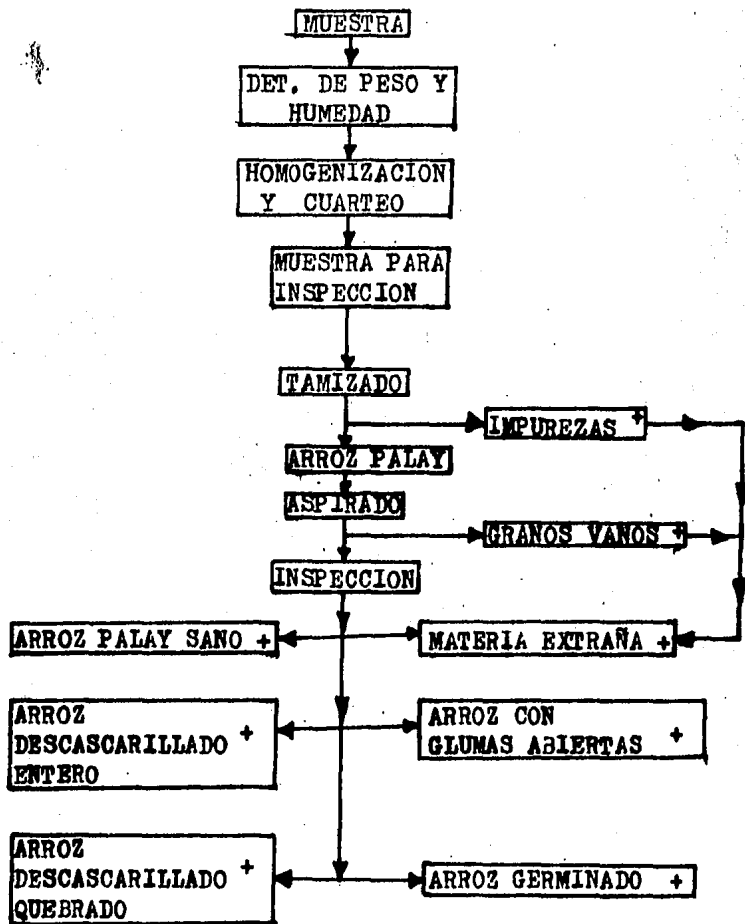 MUESTRA
DET. DE PESO Y
HUMEDAD
HOMOGENIZACION
Y CUARTEO
MUESTRA PARA
INSPECCION
TAMIZADO
IMPUREZAS +
ARROZ PALAY
ASPIRADO
GRANOS VANOS +
INSPECCION
ARROZ PALAY SANO +
MATERIA EXTRAÑA +
ARROZ
DESCASCARILLADO +
ENTERO
ARROZ CON
GLUMAS ABIERTAS +
ARROZ
DESCASCARILLADO +
QUEBRADO
ARROZ GERMINADO +